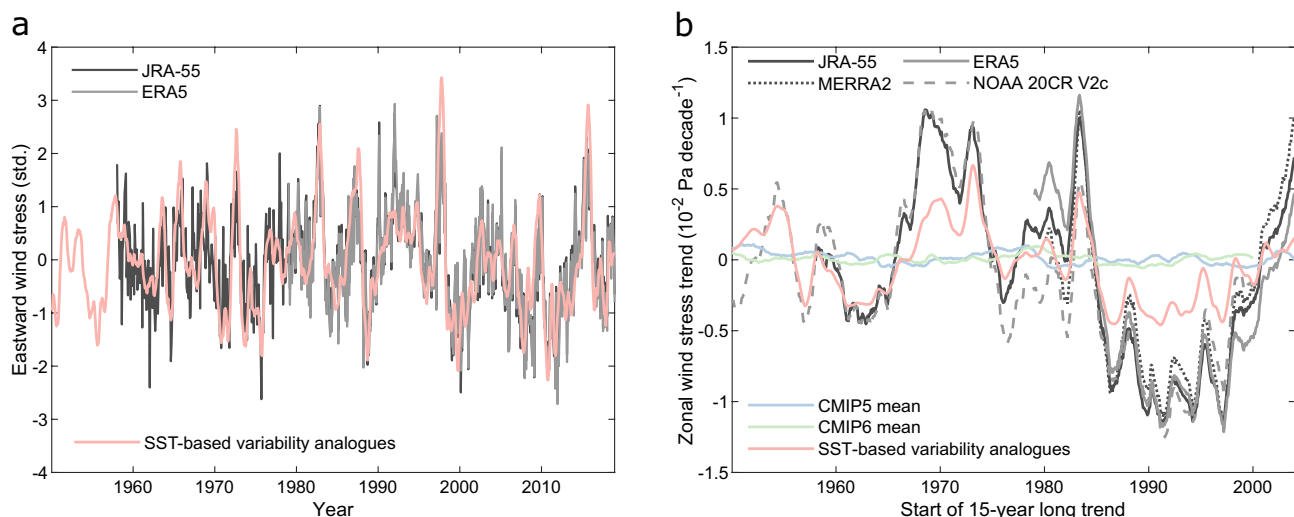 a
Eastward wind stress (std.)
4
3
2
1
0
-1
-2
-3
-4
JRA-55
ERA5
SST-based variability analogues
1960 1970 1980 1990 2000 2010
Year
b
Zonal wind stress trend (10⁻² Pa decade⁻¹)
1.5
1
0.5
0
-0.5
-1
-1.5
JRA-55 ERA5
MERRA2 NOAA 20CR V2c
CMIP5 mean
CMIP6 mean
SST-based variability analogues
1960 1970 1980 1990 2000
Start of 15-year long trend